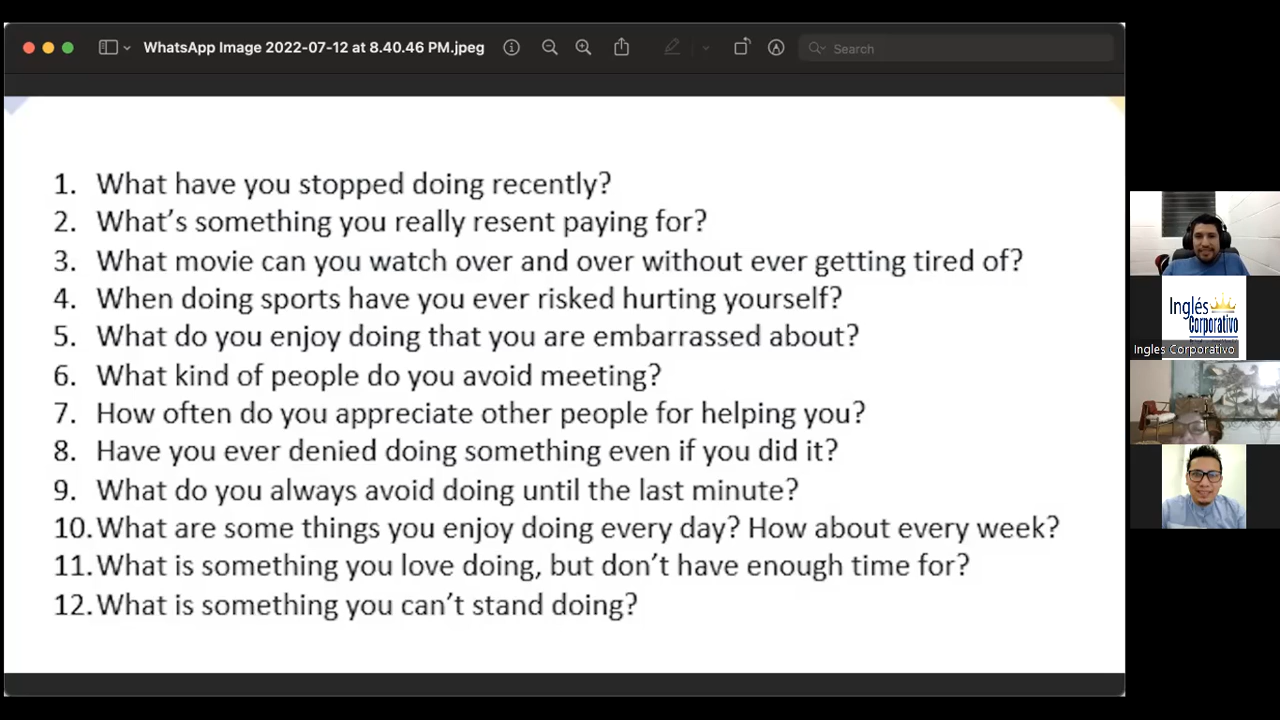 WhatsApp Image 2022-07-12 at 8.40.46 PM.jpeg
Search
1. What have you stopped doing recently?
2. What's something you really resent paying for?
3. What movie can you watch over and over without ever getting tired of?
4. When doing sports have you ever risked hurting yourself?
5. What do you enjoy doing that you are embarrassed about?
6. What kind of people do you avoid meeting?
7. How often do you appreciate other people for helping you?
8. Have you ever denied doing something even if you did it?
9. What do you always avoid doing until the last minute?
10. What are some things you enjoy doing every day? How about every week?
11. What is something you love doing, but don't have enough time for?
12. What is something you can't stand doing?
Inglés
Corporativo
Ingles Corporativo